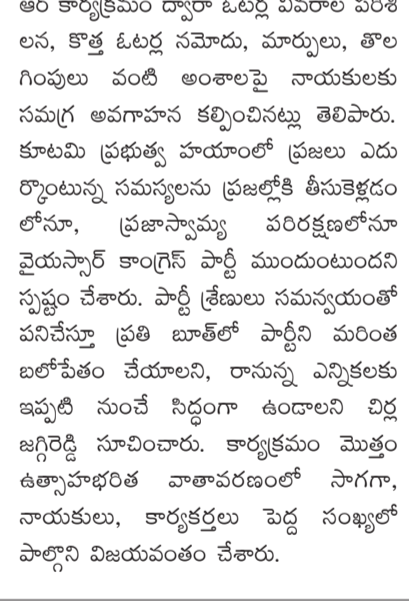 ఆర్ కార్యక్రమం ద్వారా ఓటర్ల వివరాల పరిశీ
లన, కొత్త ఓటర్ల నమోదు, మార్పులు, తొల
గింపులు వంటి అంశాలపై నాయకులకు
సమగ్ర అవగాహన కల్పించినట్లు తెలిపారు.
కూటమి ప్రభుత్వ హయాంలో ప్రజలు ఎదు
ర్కొంటున్న సమస్యలను ప్రజల్లోకి తీసుకెళ్లడం
లోనూ, ప్రజాస్వామ్య పరిరక్షణలోనూ
వైయస్సార్ కాంగ్రెస్ పార్టీ ముందుంటుందని
స్పష్టం చేశారు. పార్టీ శ్రేణులు సమన్వయంతో
పనిచేస్తూ ప్రతి బూత్‌లో పార్టీని మరింత
బలోపేతం చేయాలని, రానున్న ఎన్నికలకు
ఇప్పటి నుంచే సిద్ధంగా ఉండాలని చిర్ల
జగ్గిరెడ్డి సూచించారు. కార్యక్రమం మొత్తం
ఉత్సాహభరిత వాతావరణంలో సాగగా,
నాయకులు, కార్యకర్తలు పెద్ద సంఖ్యలో
పాల్గొని విజయవంతం చేశారు.